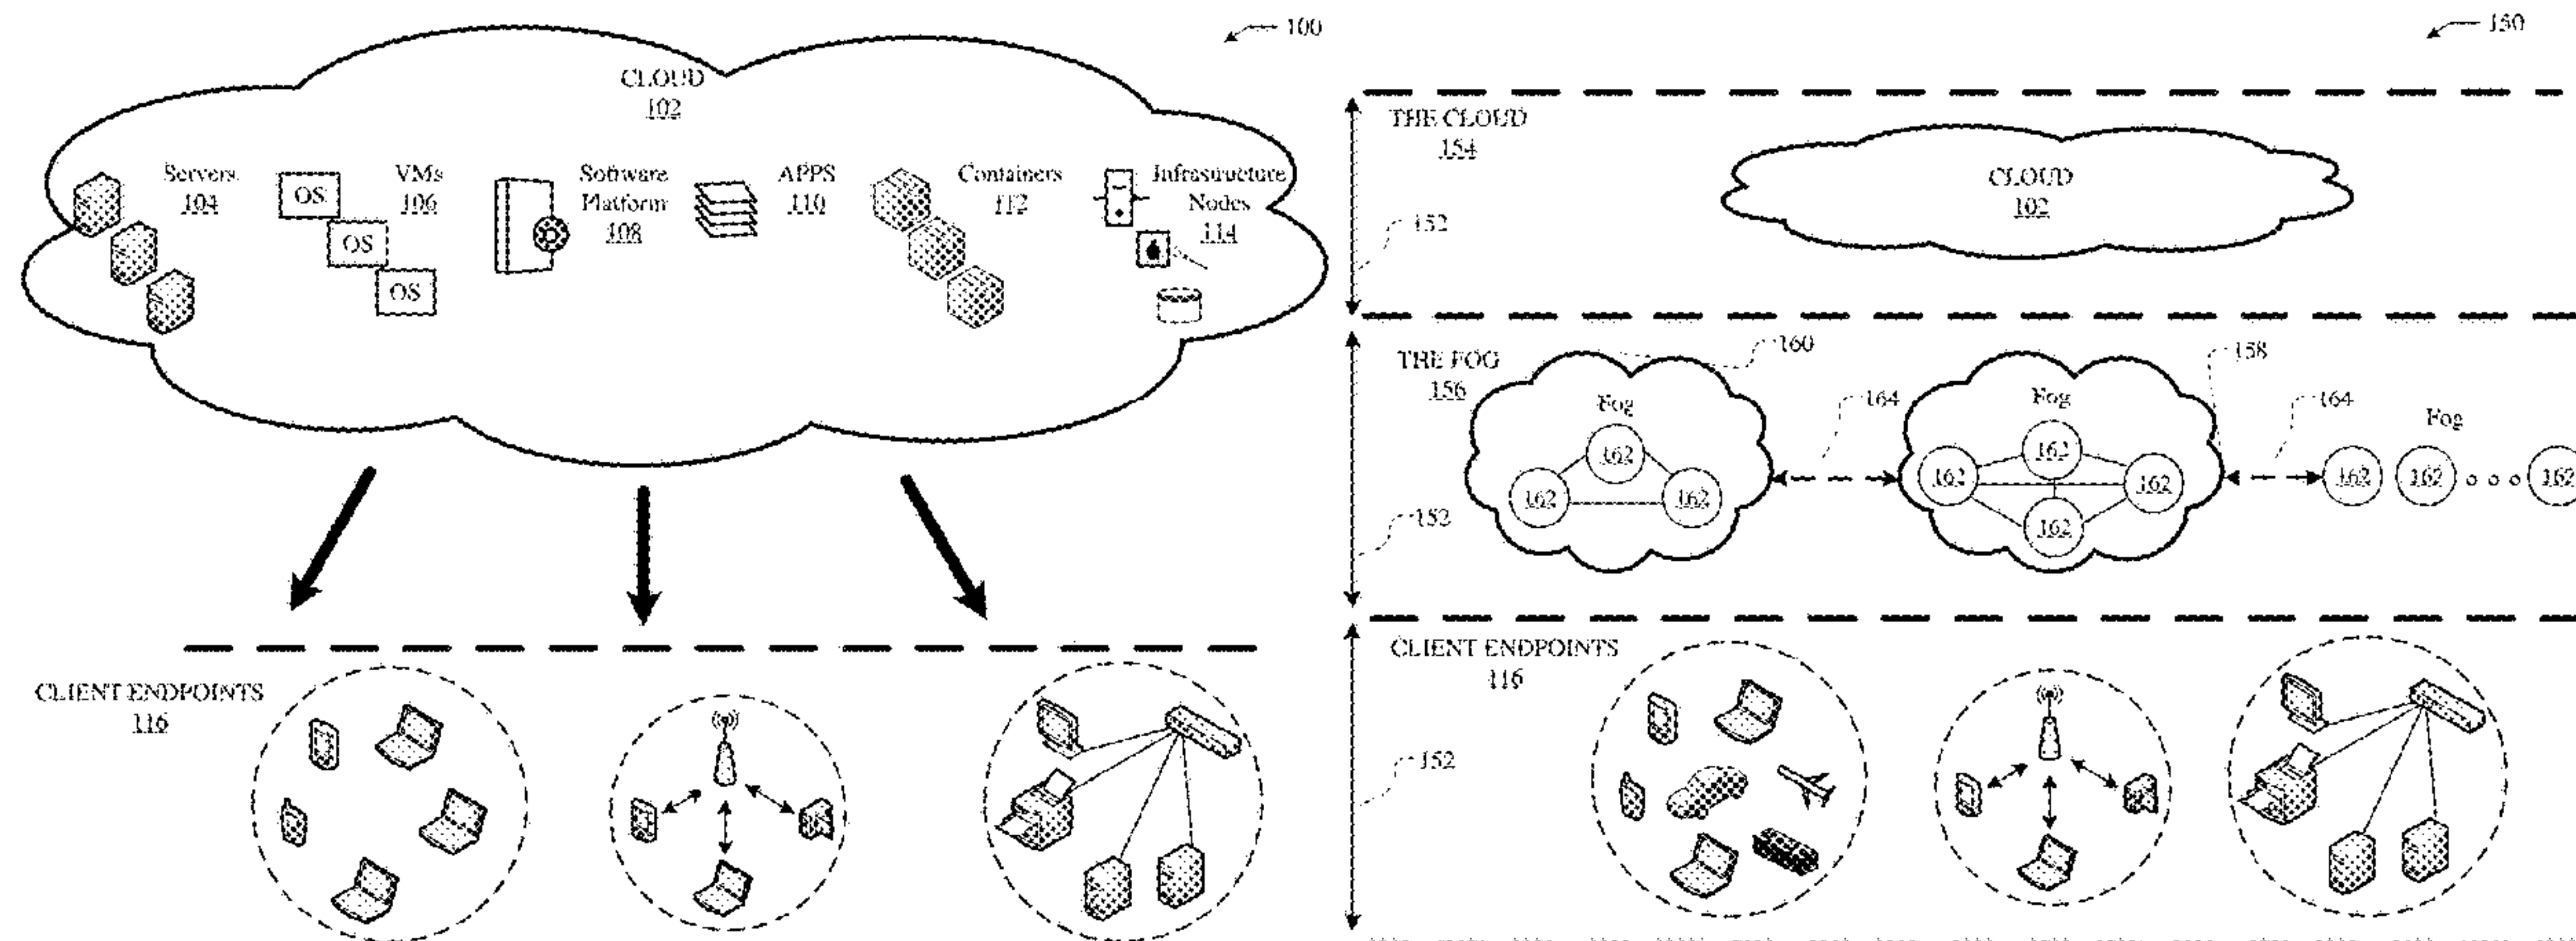 100
CLOUD
102
Servers
104
VMs
106
Software
Platform
108
APPS
110
Containers
112
Infrastructure
Nodes
114
OS
OS
OS
CLIENT ENDPOINTS
116
150
THE CLOUD
154
CLOUD
102
152
THE FOG
156
160
158
Fog
162
162
162
164
Fog
162
162
162
162
164
Fog
162
162
162
152
CLIENT ENDPOINTS
116
152